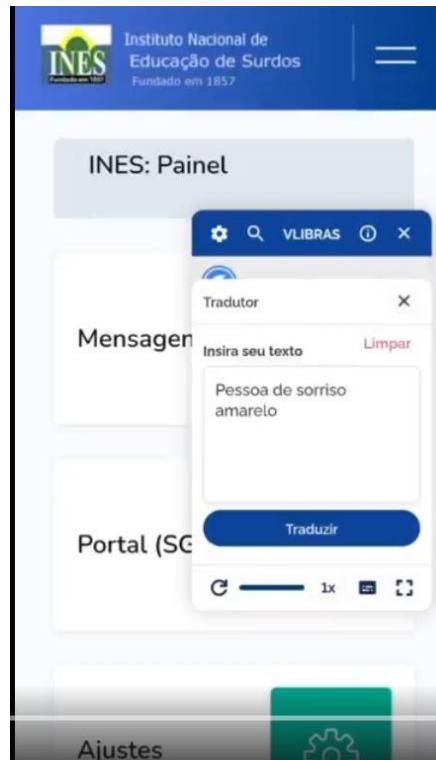 INES
Fundado em 1857
Instituto Nacional de
Educação de Surdos
Fundado em 1857
INES: Painel
VLIBRAS
Tradutor
Mensagen
Insira seu texto
Limpar
Pessoa de sorriso
amarelo
Traduzir
Portal (SG
1x
Ajustes